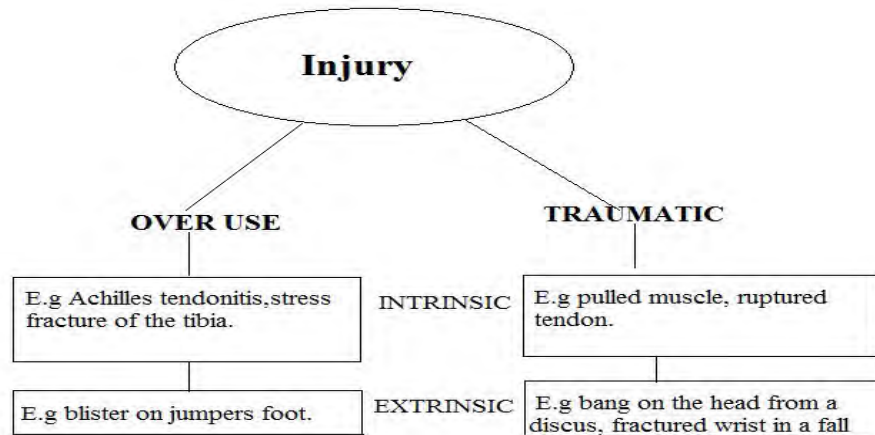 Injury
OVER USE
TRAUMATIC
E.g Achilles tendonitis,stress
fracture of the tibia.
INTRINSIC
E.g pulled muscle, ruptured
tendon.
E.g blister on jumpers foot.
EXTRINSIC
E.g bang on the head from a
discus, fractured wrist in a fall